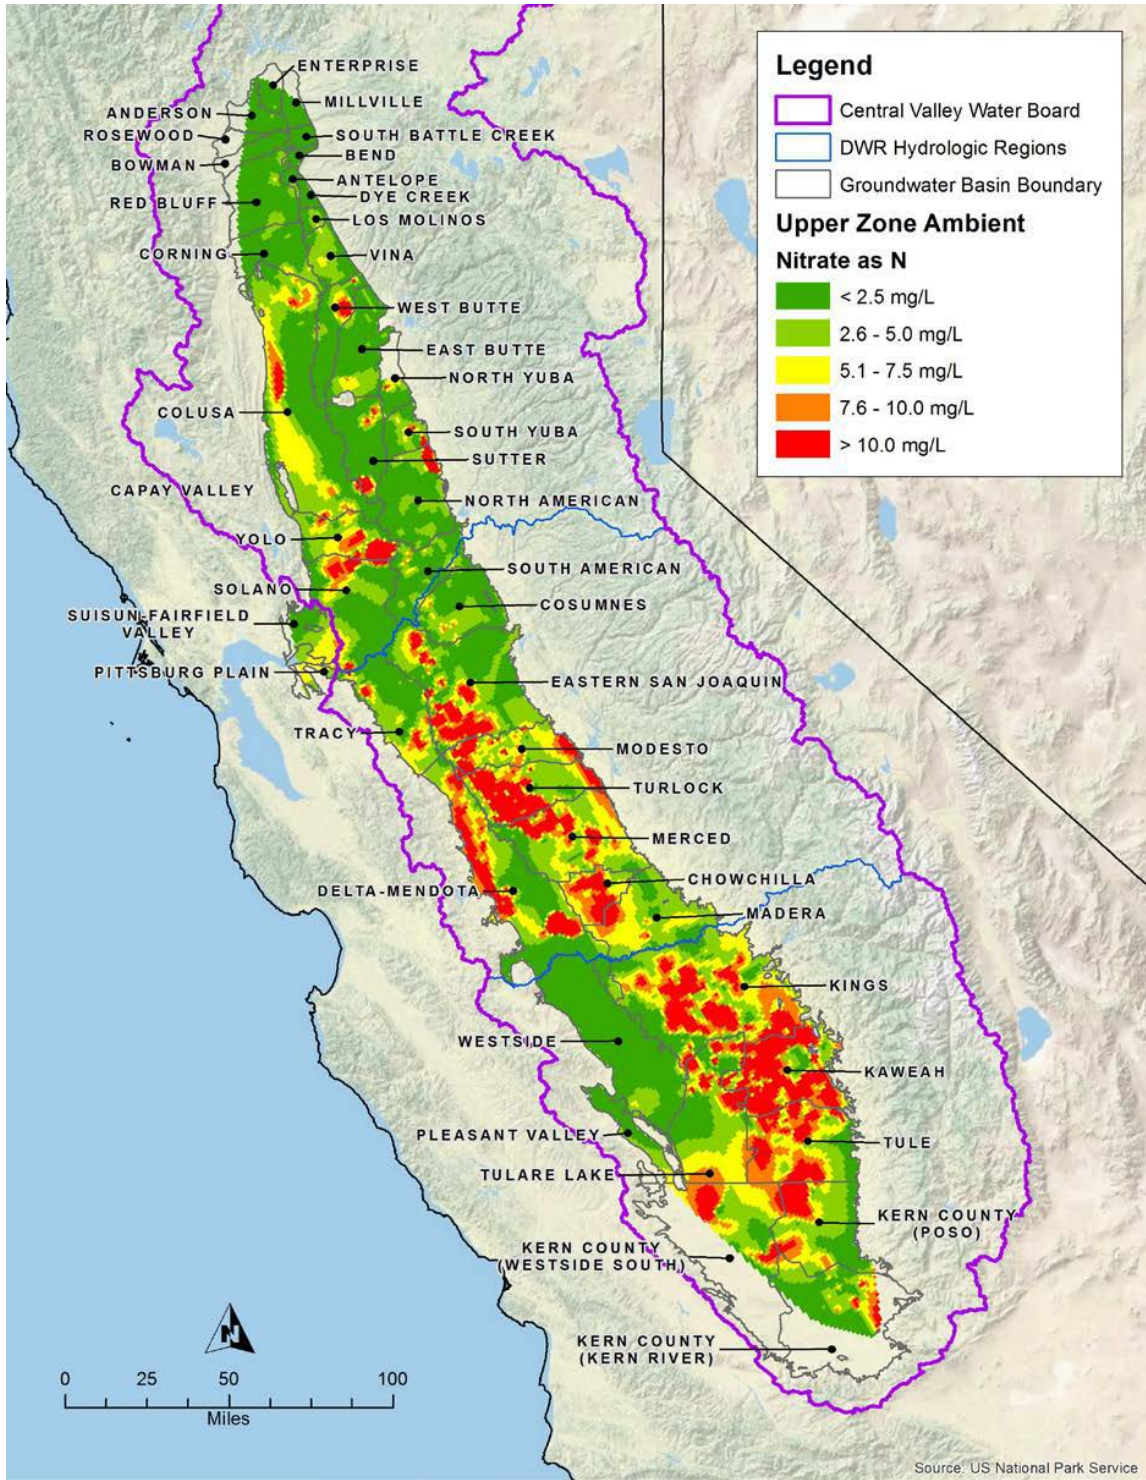 ENTERPRISE
MILLVILLE
ANDERSON
ROSEWOOD
SOUTH BATTLE CREEK
BEND
BOWMAN
ANTELOPE
DYE CREEK
RED BLUFF
LOS MOLINOS
CORNING
VINA
WEST BUTTE
EAST BUTTE
NORTH YUBA
COLUSA
SOUTH YUBA
SUTTER
CAPAY VALLEY
NORTH AMERICAN
YOLO
SOUTH AMERICAN
SOLANO
COSUMNES
SUISUN-FAIRFIELD
VALLEY
PITTSBURG PLAIN
EASTERN SAN JOAQUIN
TRACY
MODESTO
TURLOCK
MERCED
CHOWCHILLA
DELTA-MENDOTA
MADERA
KINGS
WESTSIDE
KAWEAH
PLEASANT VALLEY
TULE
TULARE LAKE
KERN COUNTY
(POSO)
KERN COUNTY
(WESTSIDE SOUTH)
KERN COUNTY
(KERN RIVER)
Legend
Central Valley Water Board
DWR Hydrologic Regions
Groundwater Basin Boundary
Upper Zone Ambient
Nitrate as N
< 2.5 mg/L
2.6 - 5.0 mg/L
5.1 - 7.5 mg/L
7.6 - 10.0 mg/L
> 10.0 mg/L
N
0 25 50 100
Miles
Source: US National Park Service